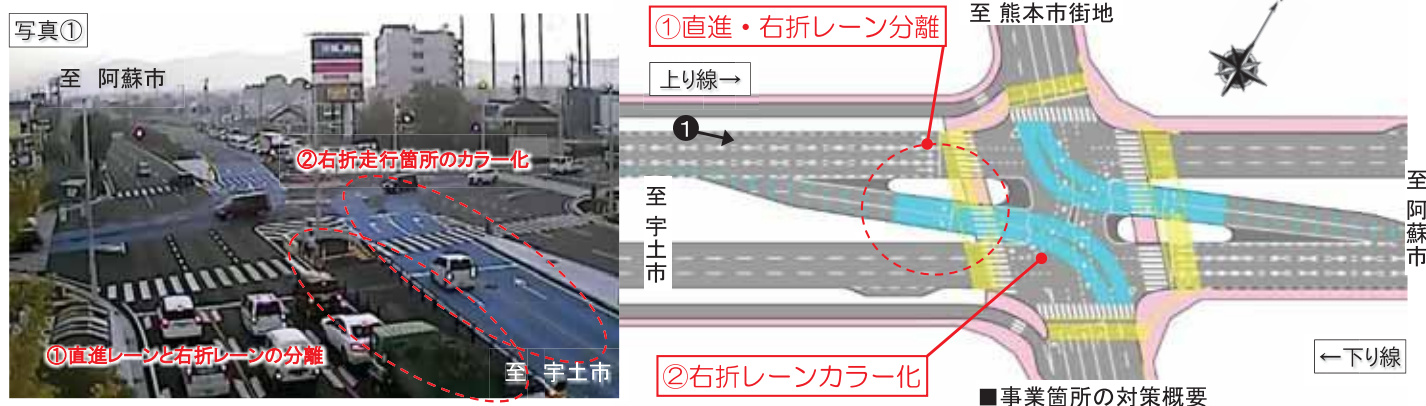 写真①
至 阿蘇市
②右折走行箇所のカラー化
①直進レーンと右折レーンの分離
至 宇土市
①直進・右折レーン分離
至 熊本市街地
上り線→
❶
至 宇土市
至 阿蘇市
②右折レーンカラー化
←下り線
■事業箇所の対策概要